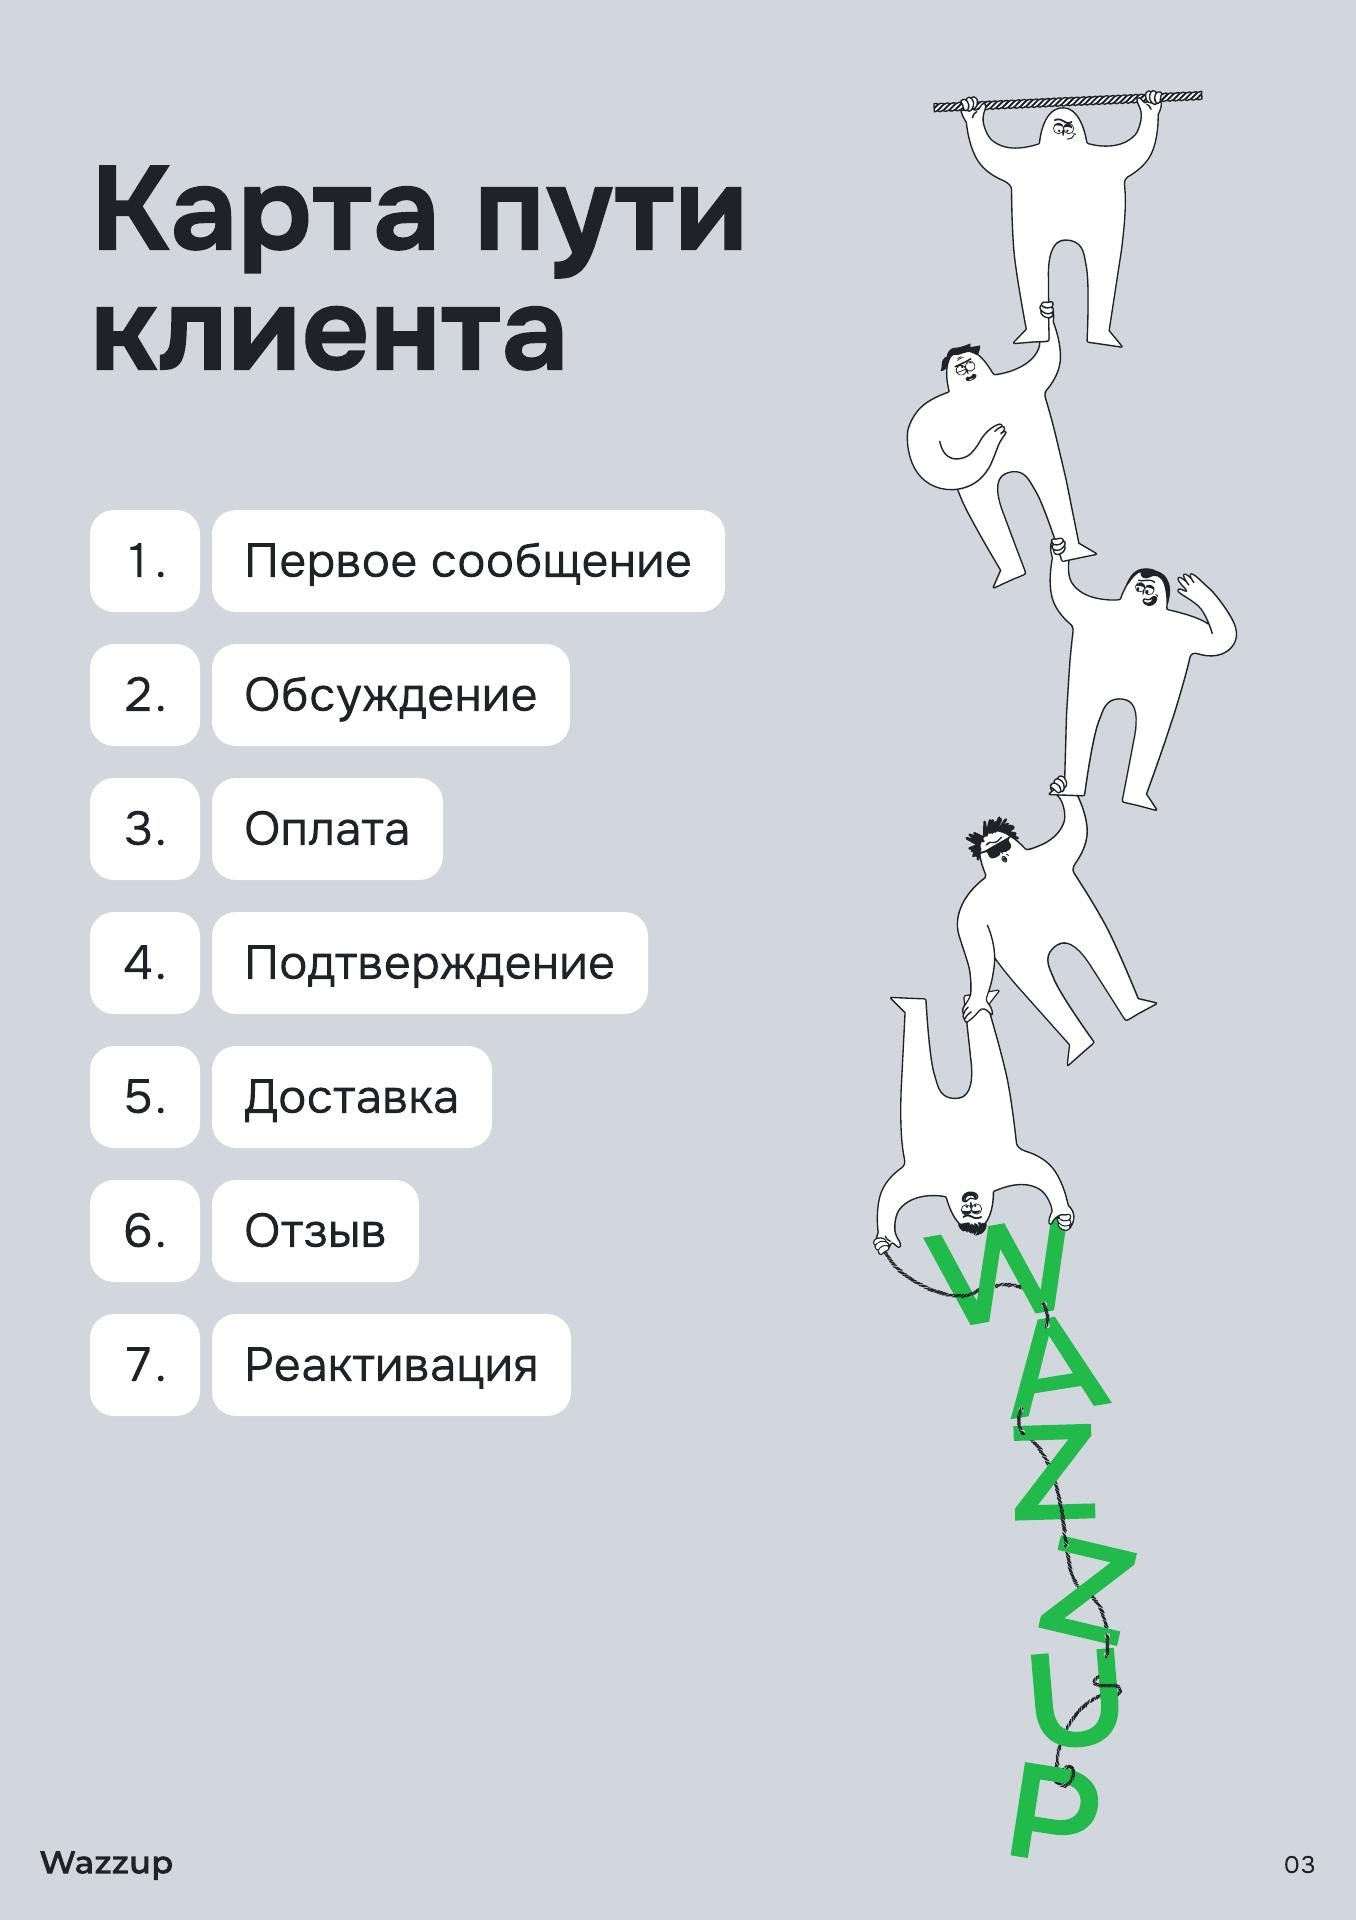 Карта пути
клиента
1. Первое сообщение
2. Обсуждение
3. Оплата
4. Подтверждение
5. Доставка
6. Отзыв
7. Реактивация
W
A
Z
Z
U
P
Wazzup
03